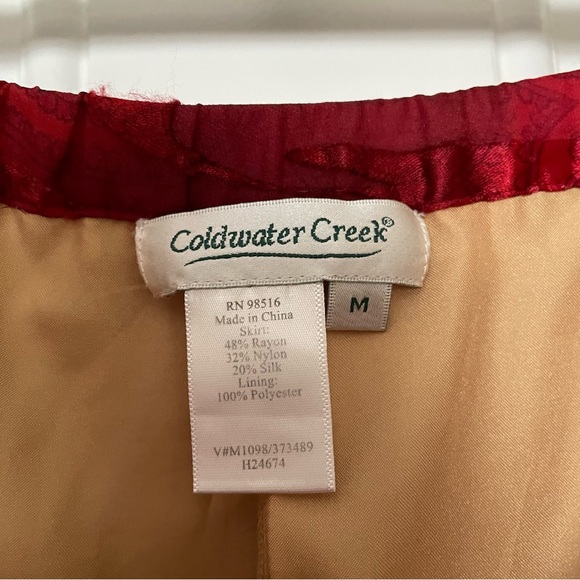 Coldwater Creek®
M
RN 98516
Made in China
Skirt:
48% Rayon
32% Nylon
20% Silk
Lining:
100% Polyester
V#M1098/373489
H24674